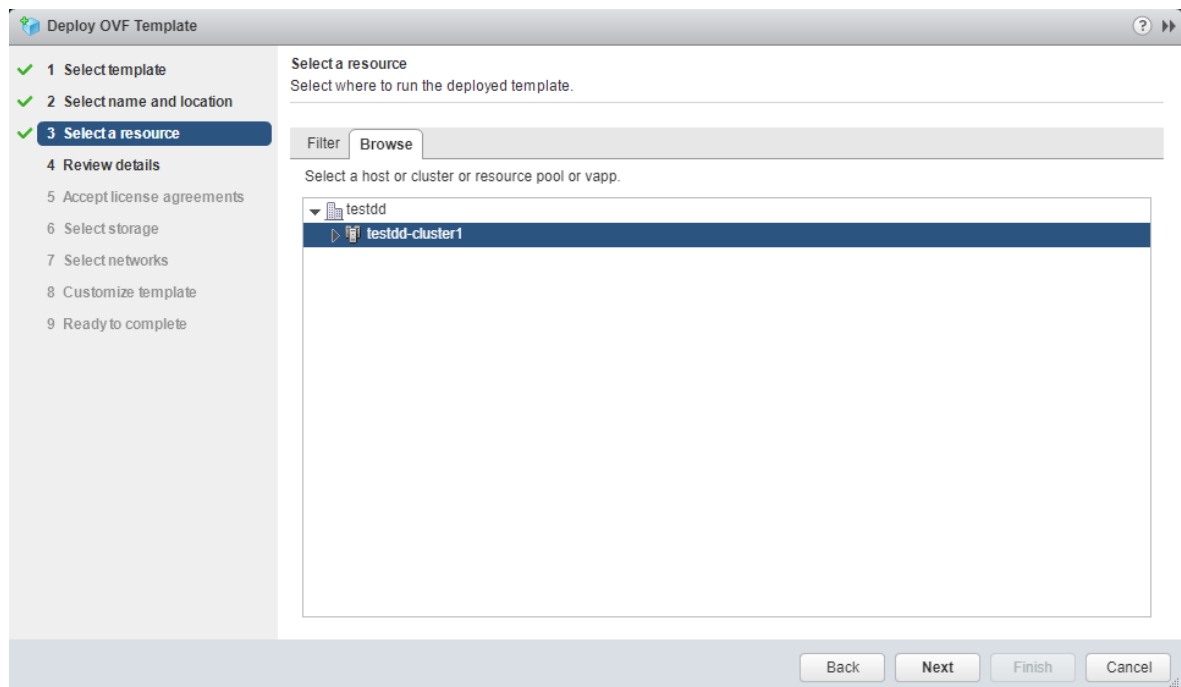 Deploy OVF Template
?
1 Select template
2 Select name and location
3 Select a resource
4 Review details
5 Accept license agreements
6 Select storage
7 Select networks
8 Customize template
9 Ready to complete
Select a resource
Select where to run the deployed template.
Filter Browse
Select a host or cluster or resource pool or vapp.
testdd
testdd-cluster1
Back Next Finish Cancel